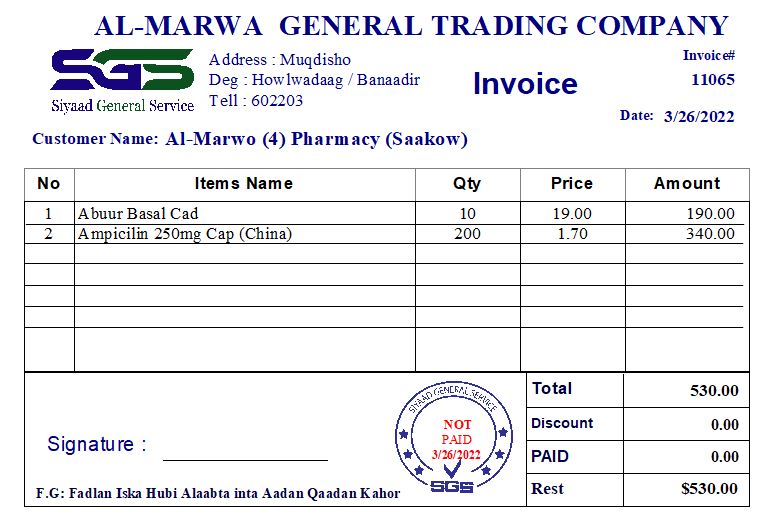 AL-MARWA GENERAL TRADING COMPANY
SGS
Siyaad General Service
Address : Muqdisho
Deg : Howlwadaag / Banaadir
Tell : 602203
Invoice
Invoice#
11065
Date: 3/26/2022
Customer Name: Al-Marwo (4) Pharmacy (Saakow)
No Items Name Qty Price Amount
1 Abuur Basal Cad 10 19.00 190.00
2 Ampicilin 250mg Cap (China) 200 1.70 340.00
Total 530.00
Discount 0.00
PAID 0.00
Rest $530.00
SIYAAD GENERAL SERVICE
NOT
PAID
3/26/2022
SGS
Signature :
F.G: Fadlan Iska Hubi Alaabta inta Aadan Qaadan Kahor